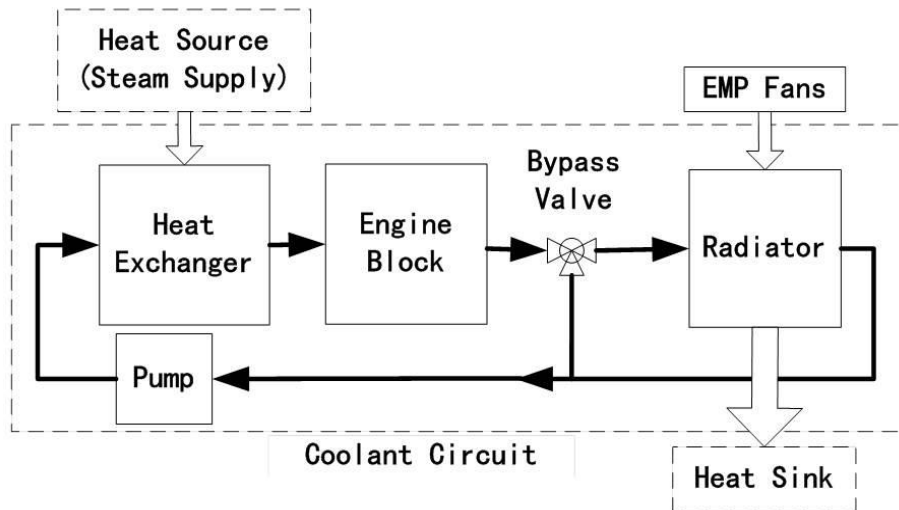 Heat Source
(Steam Supply)
EMP Fans
Bypass
Valve
Heat
Exchanger
Engine
Block
Radiator
Pump
Coolant Circuit
Heat Sink